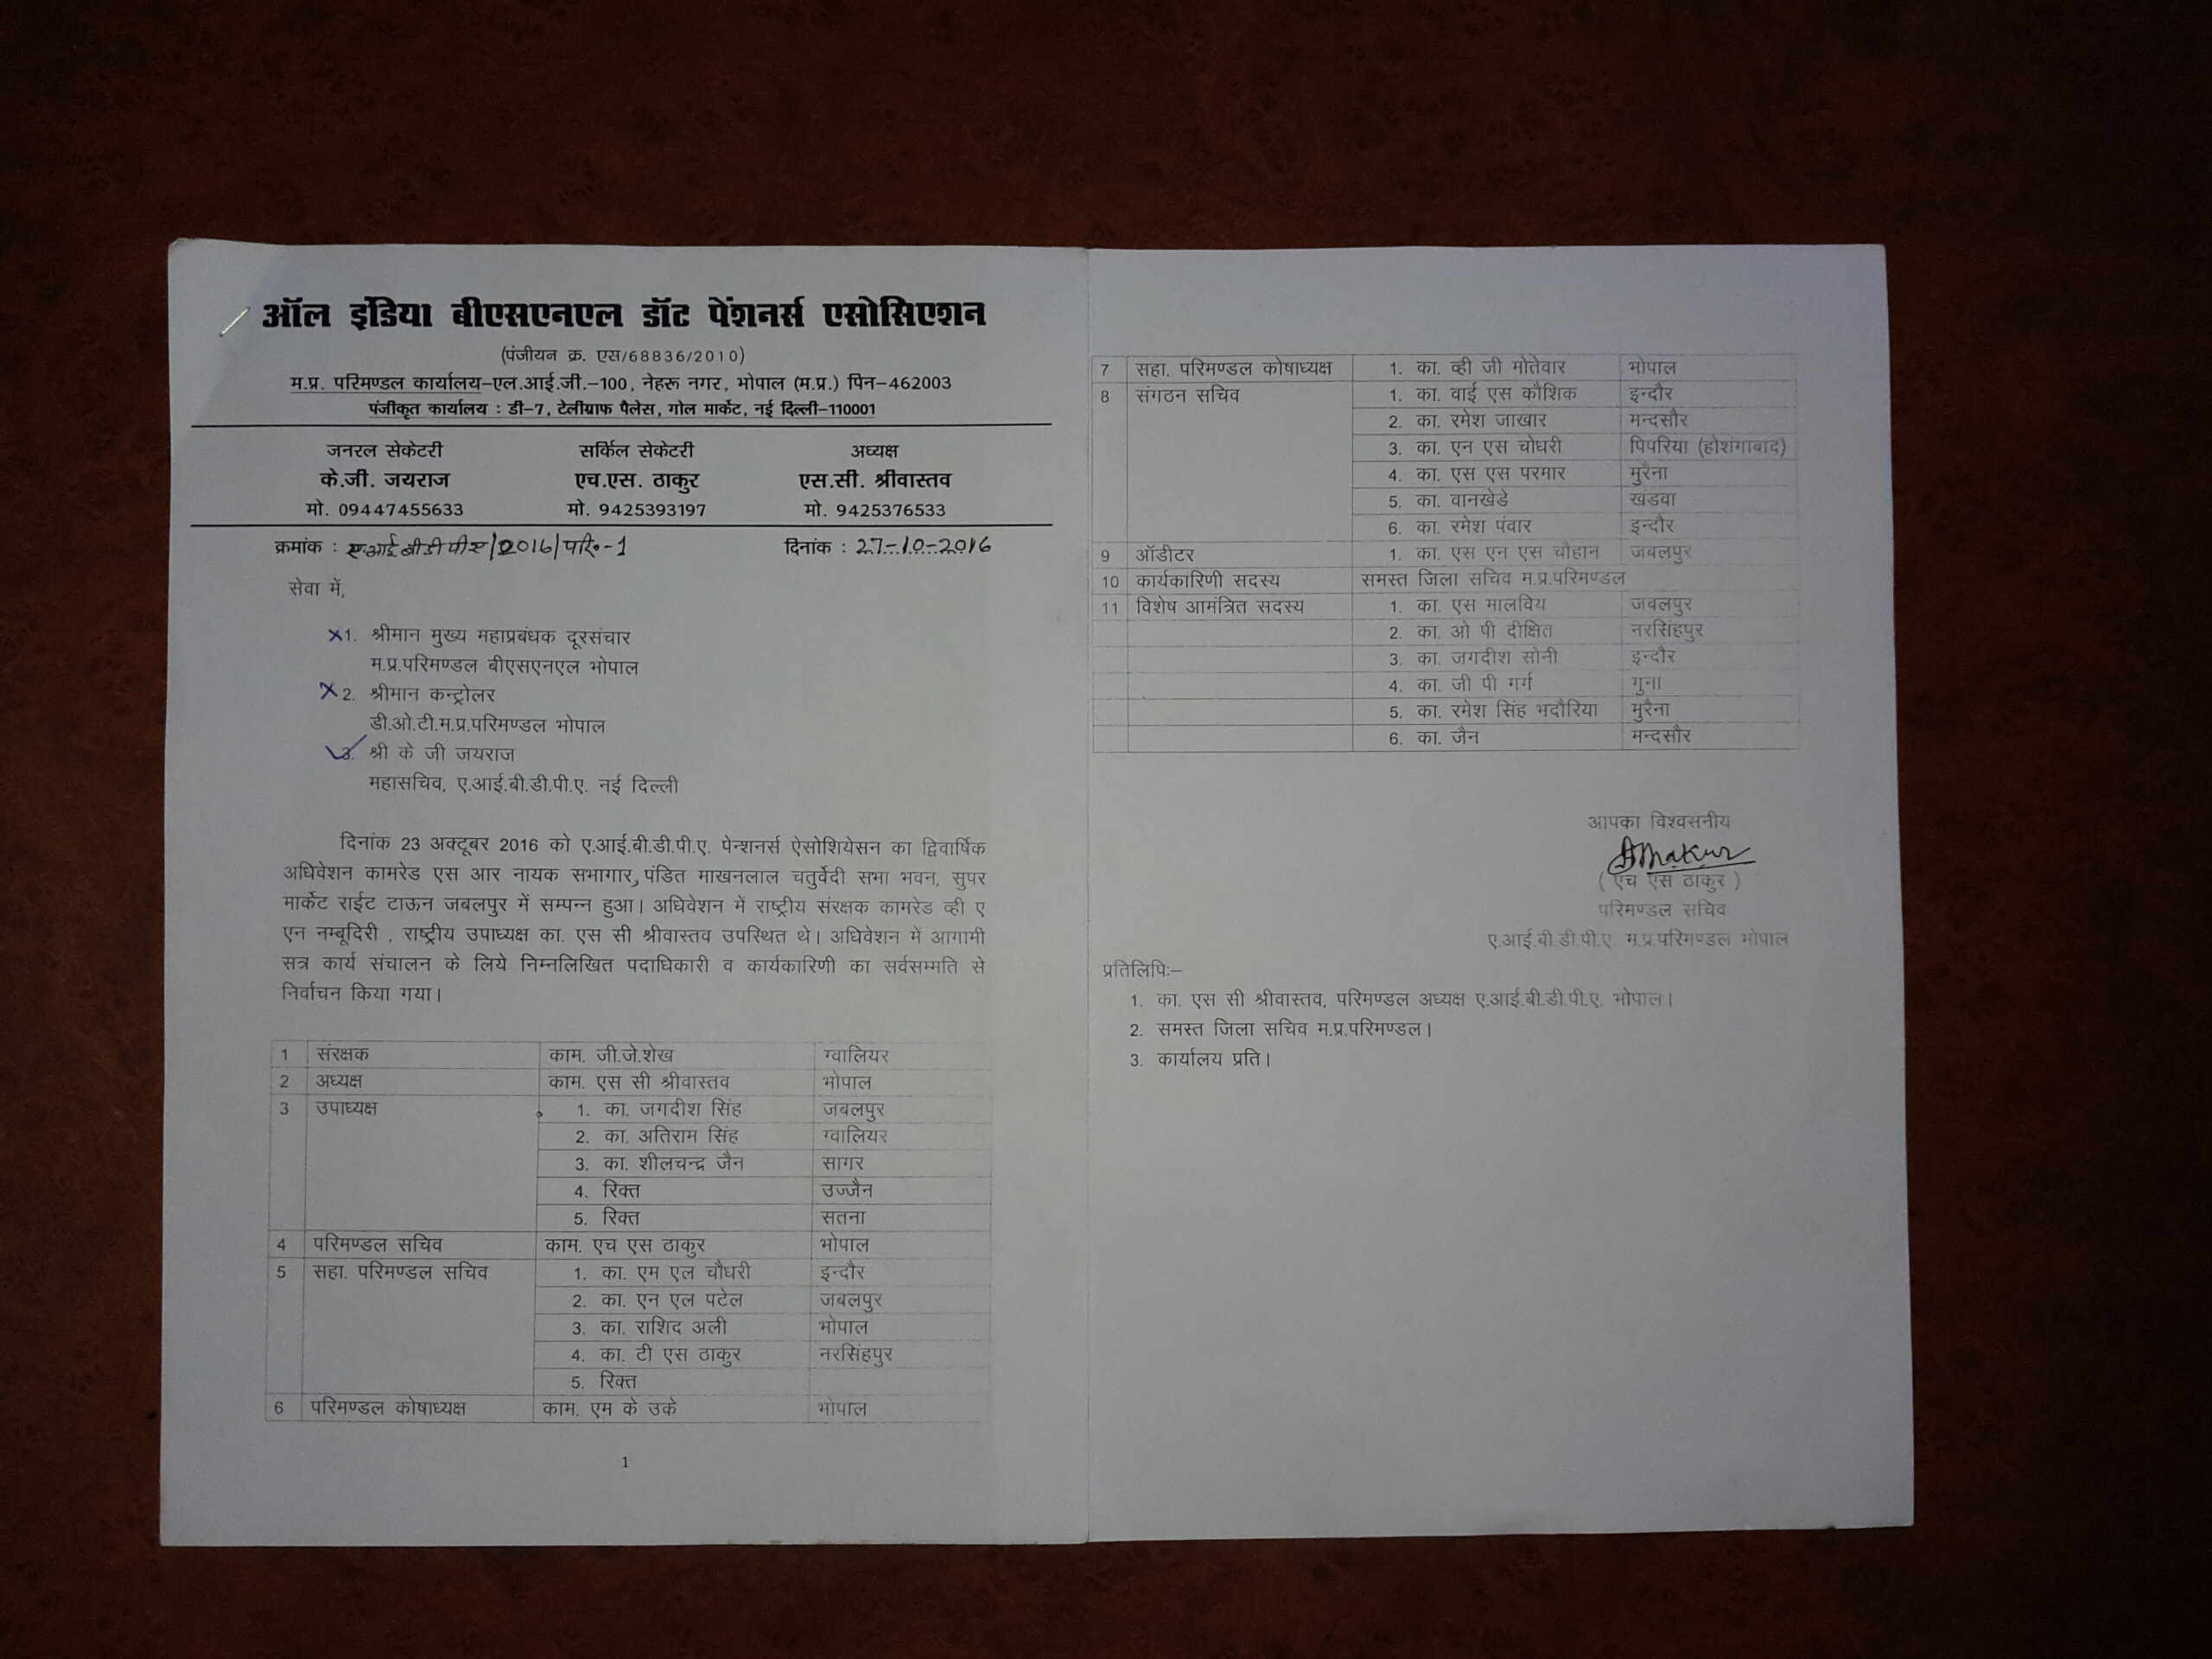 ऑल इंडिया बीएसएनएल डॉट पेंशनर्स एसोसिएशन
(पंजीयन क्र. एस/68836/2010)
म.प्र. परिमण्डल कार्यालय–एल.आई.जी.–100, नेहरू नगर, भोपाल (म.प्र.) पिन–462003
पंजीकृत कार्यालय : डी–7, टेलीग्राफ पैलेस, गोल मार्केट, नई दिल्ली–110001
जनरल सेकेटरी सर्किल सेकेटरी अध्यक्ष
के.जी. जयराज एच.एस. ठाकुर एस.सी. श्रीवास्तव
मो. 09447455633 मो. 9425393197 मो. 9425376533
क्रमांक : ए.आई बी डी पी ए/2016/परि.-1 दिनांक : 27-10-2016
सेवा में,
1. श्रीमान मुख्य महाप्रबंधक दूरसंचार
म.प्र.परिमण्डल बीएसएनएल भोपाल
2. श्रीमान कन्ट्रोलर
डी.ओ.टी.म.प्र.परिमण्डल भोपाल
3. श्री के जी जयराज
महासचिव, ए.आई.बी.डी.पी.ए. नई दिल्ली
दिनांक 23 अक्टूबर 2016 को ए.आई.बी.डी.पी.ए. पेन्शनर्स ऐसोशियेसन का द्विवार्षिक
अधिवेशन कामरेड एस आर नायक सभागार, पंडित माखनलाल चतुर्वेदी सभा भवन, सुपर
मार्केट राईट टाऊन जबलपुर में सम्पन्न हुआ। अधिवेशन में राष्ट्रीय संरक्षक कामरेड व्ही ए
एन नम्बूदिरी , राष्ट्रीय उपाध्यक्ष का. एस सी श्रीवास्तव उपस्थित थे। अधिवेशन में आगामी
सत्र कार्य संचालन के लिये निम्नलिखित पदाधिकारी व कार्यकारिणी का सर्वसम्मति से
निर्वाचन किया गया।
1 संरक्षक काम. जी.जे.शेख ग्वालियर
2 अध्यक्ष काम. एस सी श्रीवास्तव भोपाल
3 उपाध्यक्ष 1. का. जगदीश सिंह जबलपुर
2. का. अतिराम सिंह ग्वालियर
3. का. शीलचन्द्र जैन सागर
4. रिक्त उज्जैन
5. रिक्त सतना
4 परिमण्डल सचिव काम. एच एस ठाकुर भोपाल
5 सहा. परिमण्डल सचिव 1. का. एम एल चौधरी इन्दौर
2. का. एन एल पटेल जबलपुर
3. का. राशिद अली भोपाल
4. का. टी एस ठाकुर नरसिंहपुर
5. रिक्त
6 परिमण्डल कोषाध्यक्ष काम. एम के उके भोपाल
1
7 सहा. परिमण्डल कोषाध्यक्ष 1. का. व्ही जी मोतेवार भोपाल
8 संगठन सचिव 1. का. वाई एस कौशिक इन्दौर
2. का. रमेश जाखार मन्दसौर
3. का. एन एस चोधरी पिपरिया (होशंगाबाद)
4. का. एस एस परमार मुरैना
5. का. वानखेडे खंडवा
6. का. रमेश पंवार इन्दौर
9 ऑडीटर 1. का. एस एन एस चौहान जबलपुर
10 कार्यकारिणी सदस्य समस्त जिला सचिव म.प्र.परिमण्डल
11 विशेष आमंत्रित सदस्य 1. का. एस मालविय जबलपुर
2. का. ओ पी दीक्षित नरसिंहपुर
3. का. जगदीश सोनी इन्दौर
4. का. जी पी गर्ग गुना
5. का. रमेश सिंह भदौरिया मुरैना
6. का. जैन मन्दसौर
आपका विश्वसनीय
( एच एस ठाकुर )
परिमण्डल सचिव
ए.आई.बी.डी.पी.ए. म.प्र.परिमण्डल भोपाल
प्रतिलिपिः–
1. का. एस सी श्रीवास्तव, परिमण्डल अध्यक्ष ए.आई.बी.डी.पी.ए. भोपाल।
2. समस्त जिला सचिव म.प्र.परिमण्डल।
3. कार्यालय प्रति।